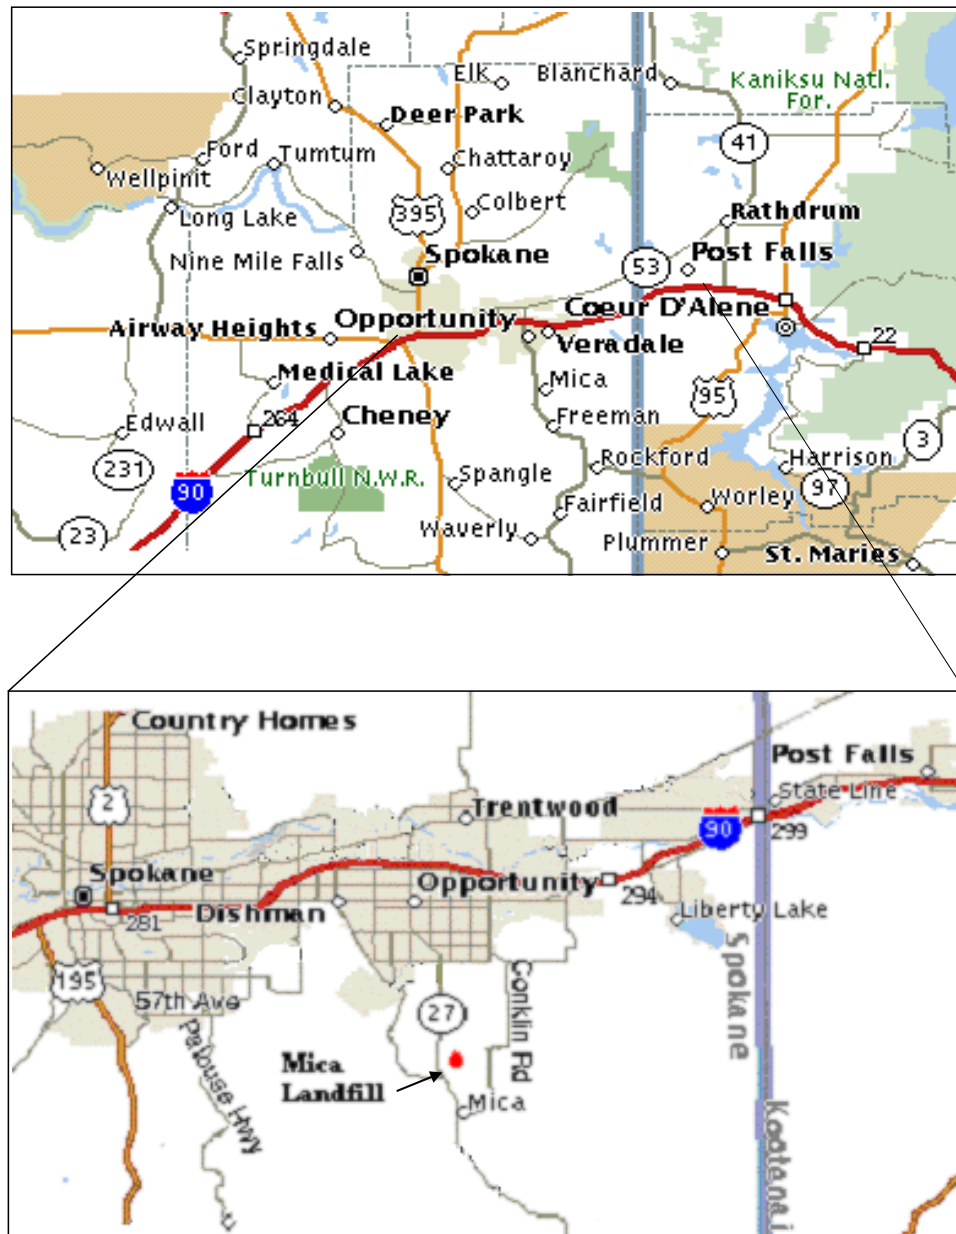 Springdale
Elk
Blanchard
Kaniksu Natl.
For.
Clayton
Deer Park
41
Ford
Tumtum
Chattaroy
Wellpinit
395
Colbert
Rathdrum
Long Lake
Nine Mile Falls
Spokane
53
Post Falls
Airway Heights
Opportunity
Coeur D'Alene
Veradale
22
Medical Lake
Mica
95
264
Cheney
Freeman
Edwall
3
231
Rockford
Harrison
90
Turnbull N.W.R.
Spangle
97
Fairfield
Worley
23
Waverly
Plummer
St. Maries
Country Homes
Post Falls
2
State Line
Trentwood
90
299
Spokane
Opportunity
294
281
Dishman
Liberty Lake
Spokane
195
57th Ave
27
Conklin Rd
Palouse Hwy
Mica
Landfill
Mica
Kootenai